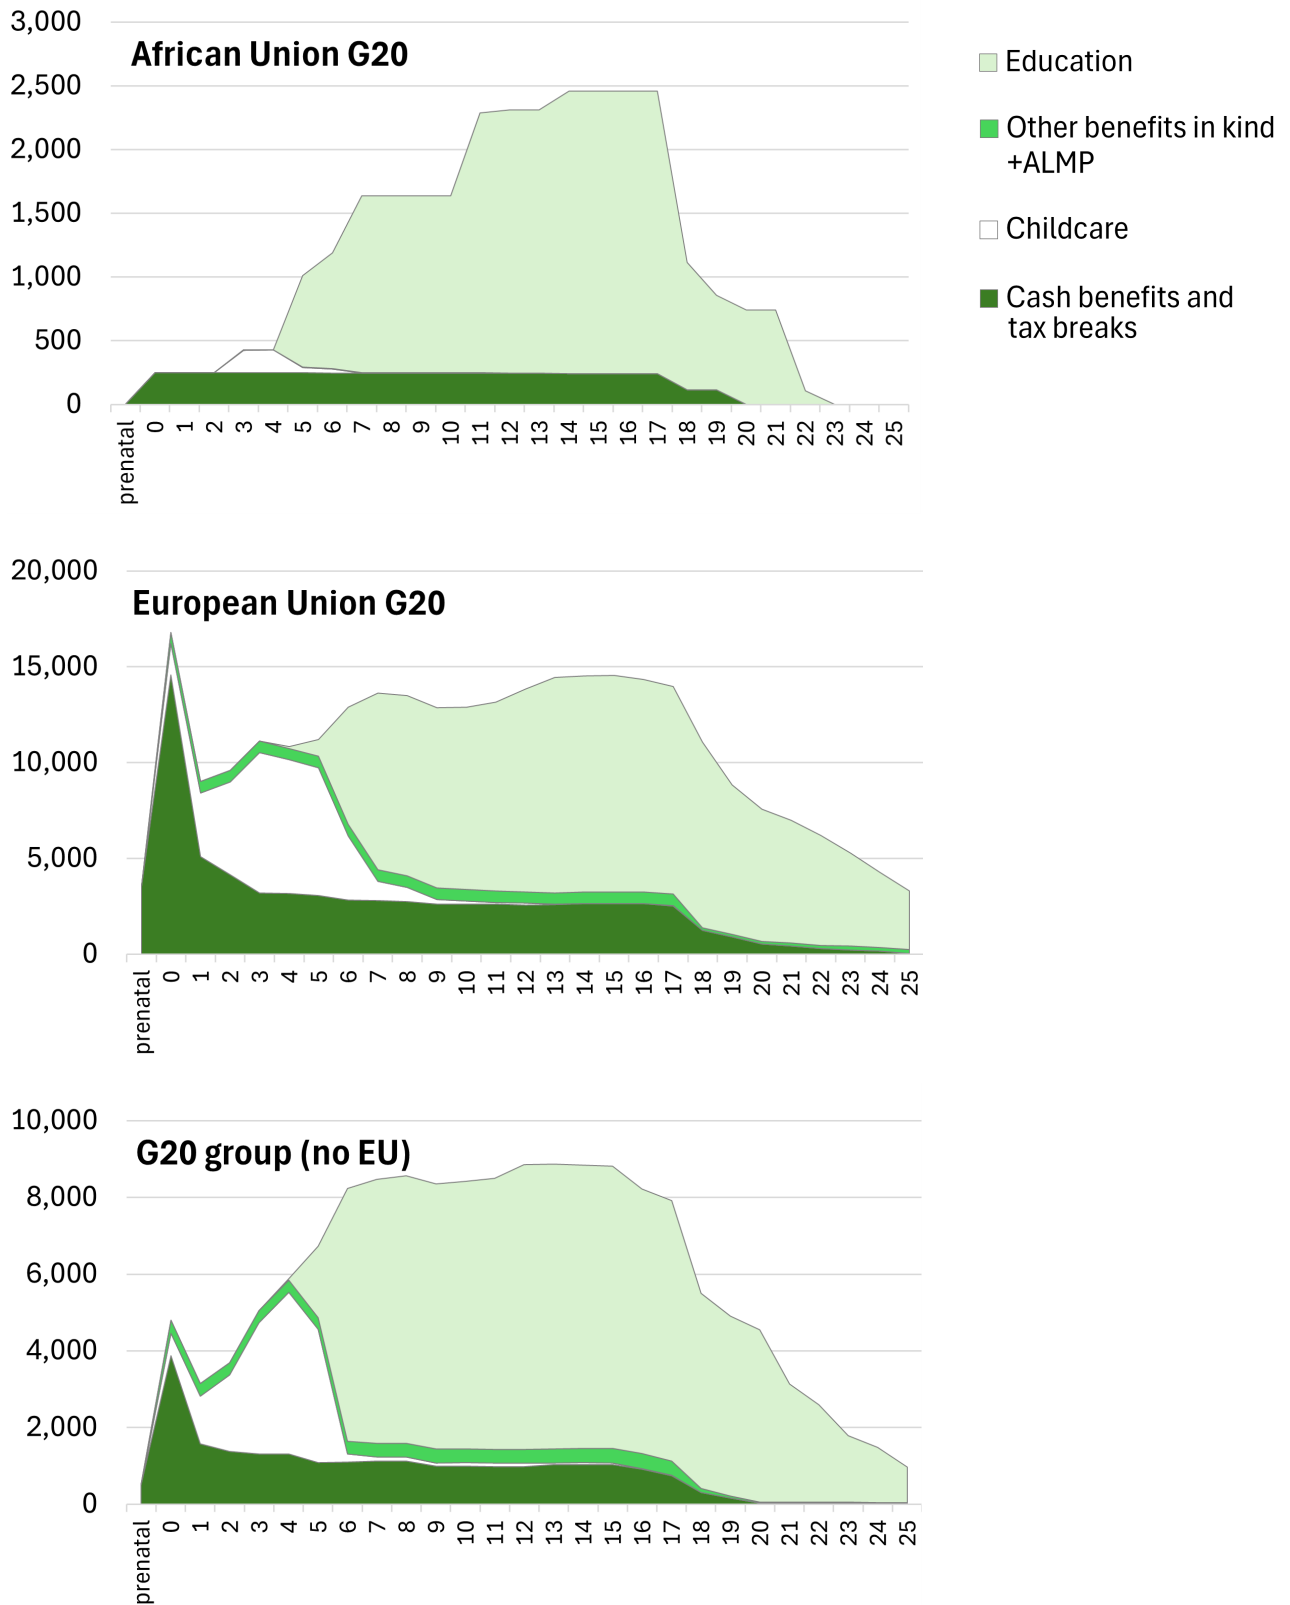 3,000
African Union G20
2,500
2,000
1,500
1,000
500
0
prenatal 0 1 2 3 4 5 6 7 8 9 10 11 12 13 14 15 16 17 18 19 20 21 22 23 24 25
Education
Other benefits in kind
+ALMP
Childcare
Cash benefits and
tax breaks
20,000
European Union G20
15,000
10,000
5,000
0
prenatal 0 1 2 3 4 5 6 7 8 9 10 11 12 13 14 15 16 17 18 19 20 21 22 23 24 25
10,000
G20 group (no EU)
8,000
6,000
4,000
2,000
0
prenatal 0 1 2 3 4 5 6 7 8 9 10 11 12 13 14 15 16 17 18 19 20 21 22 23 24 25